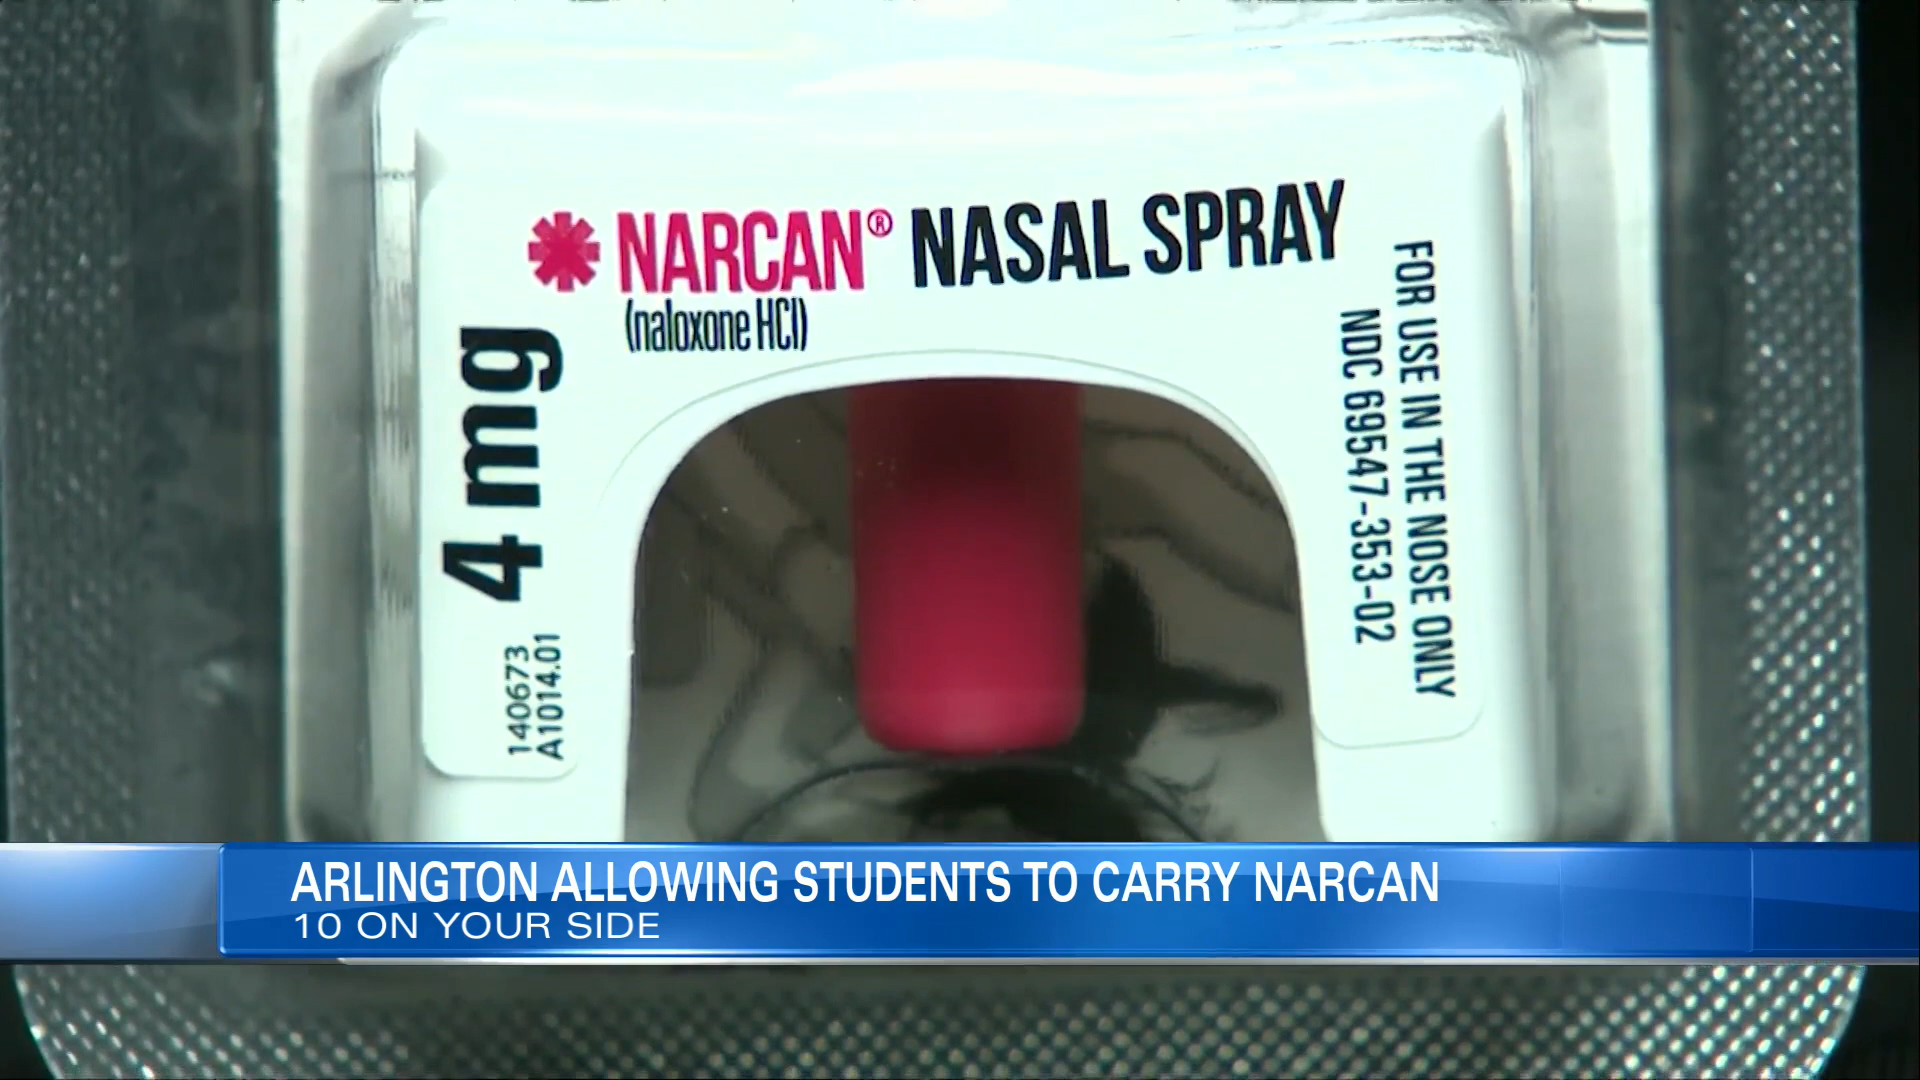 NARCAN® NASAL SPRAY
(naloxone HCl)
4 mg
140673
A1014.01
FOR USE IN THE NOSE ONLY
NDC 69547-353-02
ARLINGTON ALLOWING STUDENTS TO CARRY NARCAN
10 ON YOUR SIDE